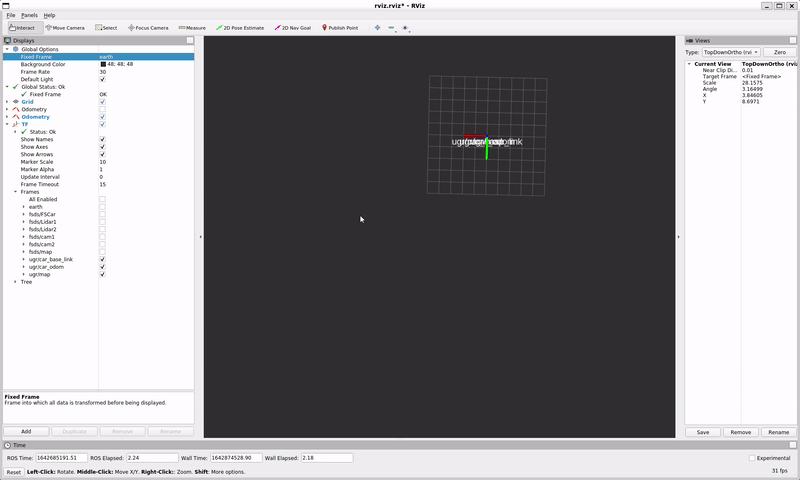 rviz.rviz* - RViz
File Panels Help
Interact Move Camera Select Focus Camera Measure 2D Pose Estimate 2D Nav Goal Publish Point
Displays
Global Options
Fixed Frame earth
Background Color 48; 48; 48
Frame Rate 30
Default Light
Global Status: Ok
Fixed Frame OK
Grid
Odometry
Odometry
TF
Status: Ok
Show Names
Show Axes
Show Arrows
Marker Scale 10
Marker Alpha 1
Update Interval 0
Frame Timeout 15
Frames
All Enabled
earth
fsds/FSCar
fsds/Lidar1
fsds/Lidar2
fsds/cam1
fsds/cam2
fsds/map
ugr/car_base_link
ugr/car_odom
ugr/map
Tree
Fixed Frame
Frame into which all data is transformed before being displayed.
Add Duplicate Remove Rename
Views
Type: TopDownOrtho (rvi Zero
Current View TopDownOrtho (rvi
Near Clip Di... 0.01
Target Frame <Fixed Frame>
Scale 28.1575
Angle 3.16499
X 3.84605
Y 8.6971
Save Remove Rename
Time
ROS Time: 1642685191.51 ROS Elapsed: 2.24 Wall Time: 1642874528.90 Wall Elapsed: 2.18 Experimental
Reset Left-Click: Rotate. Middle-Click: Move X/Y. Right-Click: Zoom. Shift: More options. 31 fps